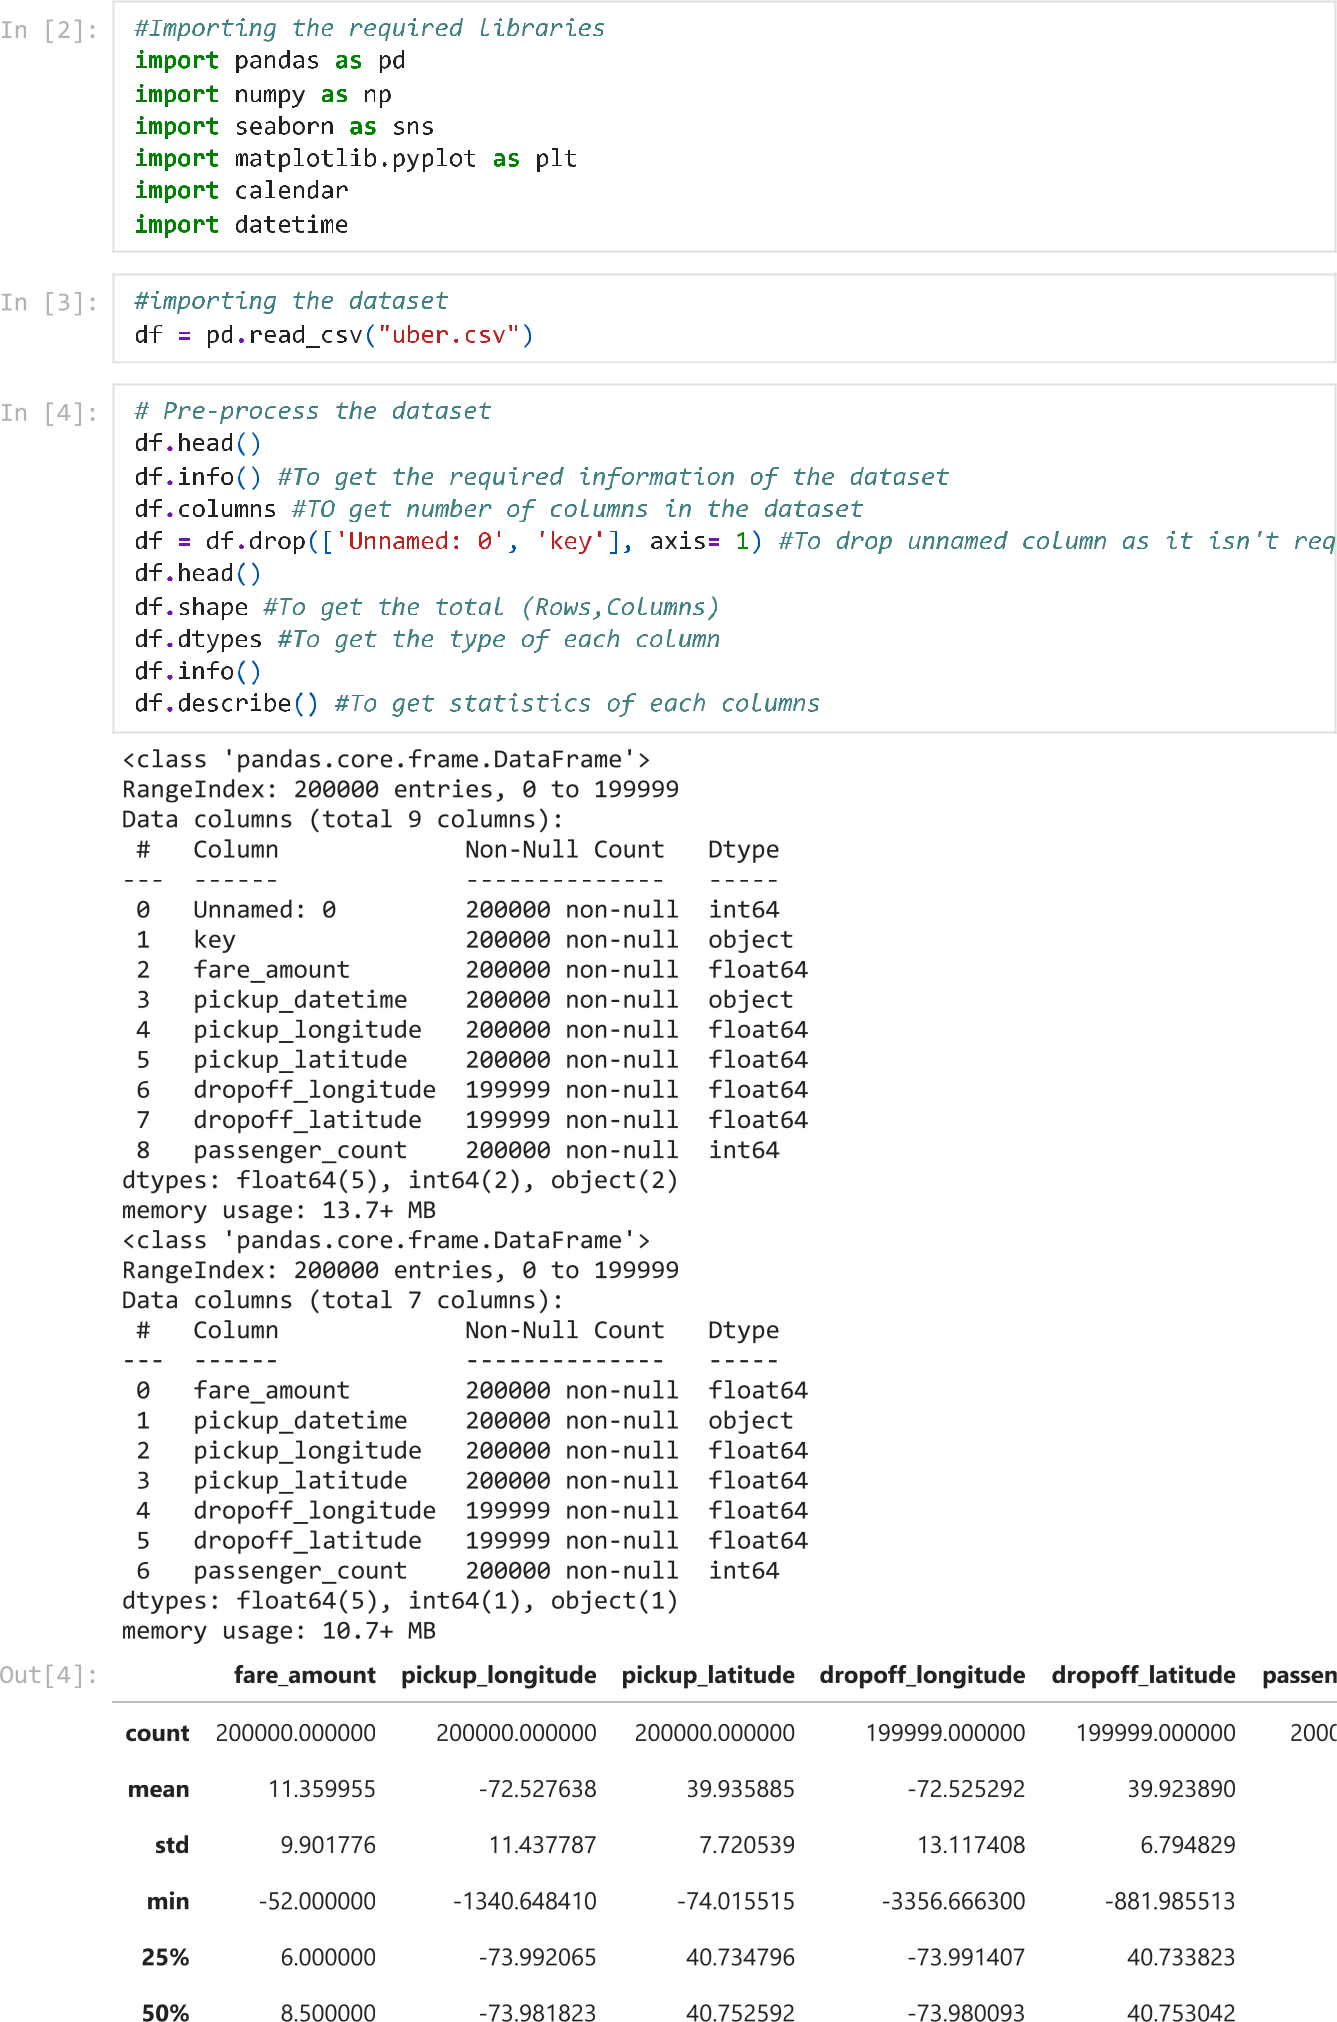 In [2]:
#Importing the required libraries
import pandas as pd
import numpy as np
import seaborn as sns
import matplotlib.pyplot as plt
import calendar
import datetime
In [3]:
#importing the dataset
df = pd.read_csv("uber.csv")
In [4]:
# Pre-process the dataset
df.head()
df.info() #To get the required information of the dataset
df.columns #TO get number of columns in the dataset
df = df.drop(['Unnamed: 0', 'key'], axis= 1) #To drop unnamed column as it isn't req
df.head()
df.shape #To get the total (Rows,Columns)
df.dtypes #To get the type of each column
df.info()
df.describe() #To get statistics of each columns
<class 'pandas.core.frame.DataFrame'>
RangeIndex: 200000 entries, 0 to 199999
Data columns (total 9 columns):
 #   Column             Non-Null Count   Dtype
---  ------             --------------   -----
 0   Unnamed: 0         200000 non-null  int64
 1   key                200000 non-null  object
 2   fare_amount        200000 non-null  float64
 3   pickup_datetime    200000 non-null  object
 4   pickup_longitude   200000 non-null  float64
 5   pickup_latitude    200000 non-null  float64
 6   dropoff_longitude  199999 non-null  float64
 7   dropoff_latitude   199999 non-null  float64
 8   passenger_count    200000 non-null  int64
dtypes: float64(5), int64(2), object(2)
memory usage: 13.7+ MB
<class 'pandas.core.frame.DataFrame'>
RangeIndex: 200000 entries, 0 to 199999
Data columns (total 7 columns):
 #   Column             Non-Null Count   Dtype
---  ------             --------------   -----
 0   fare_amount        200000 non-null  float64
 1   pickup_datetime    200000 non-null  object
 2   pickup_longitude   200000 non-null  float64
 3   pickup_latitude    200000 non-null  float64
 4   dropoff_longitude  199999 non-null  float64
 5   dropoff_latitude   199999 non-null  float64
 6   passenger_count    200000 non-null  int64
dtypes: float64(5), int64(1), object(1)
memory usage: 10.7+ MB
Out[4]: fare_amount pickup_longitude pickup_latitude dropoff_longitude dropoff_latitude passen
count 200000.000000 200000.000000 200000.000000 199999.000000 199999.000000 2000
mean 11.359955 -72.527638 39.935885 -72.525292 39.923890
std 9.901776 11.437787 7.720539 13.117408 6.794829
min -52.000000 -1340.648410 -74.015515 -3356.666300 -881.985513
25% 6.000000 -73.992065 40.734796 -73.991407 40.733823
50% 8.500000 -73.981823 40.752592 -73.980093 40.753042